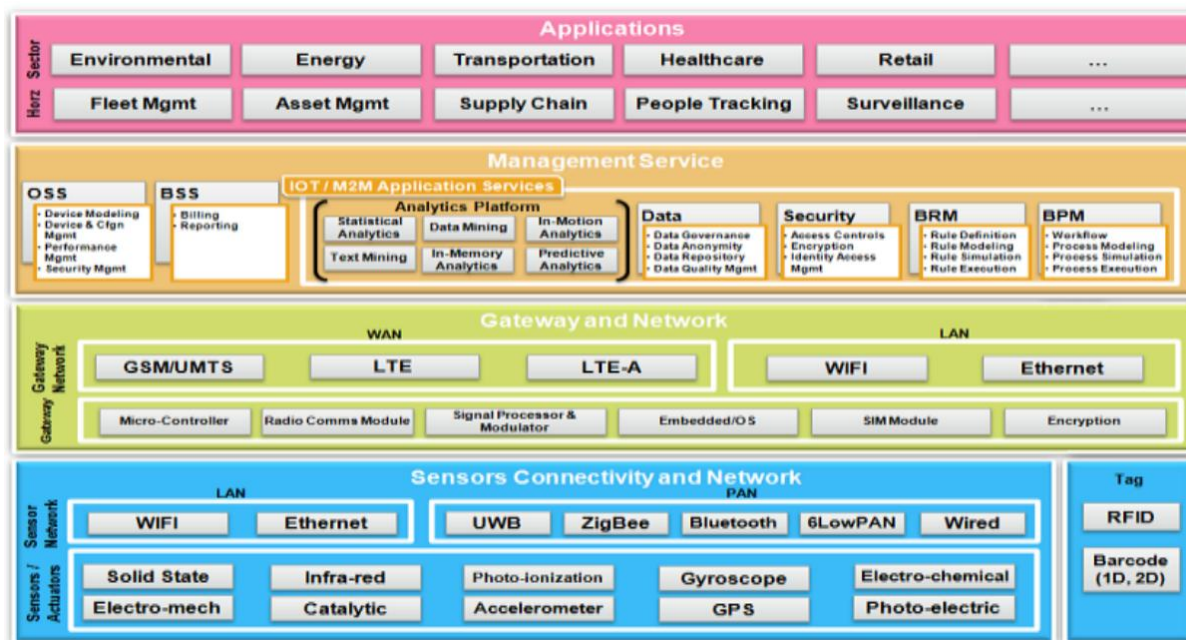 Applications
Sector
Environmental
Energy
Transportation
Healthcare
Retail
...
Horz
Fleet Mgmt
Asset Mgmt
Supply Chain
People Tracking
Surveillance
...
Management Service
OSS
• Device Modeling
• Device & Cfgn
Mgmt
• Performance
Mgmt
• Security Mgmt
BSS
• Billing
• Reporting
IOT / M2M Application Services
Analytics Platform
Statistical
Analytics
Data Mining
In-Motion
Analytics
Text Mining
In-Memory
Analytics
Predictive
Analytics
Data
• Data Governance
• Data Anonymity
• Data Repository
• Data Quality Mgmt
Security
• Access Controls
• Encryption
• Identity Access
Mgmt
BRM
• Rule Definition
• Rule Modeling
• Rule Simulation
• Rule Execution
BPM
• Workflow
• Process Modeling
• Process Simulation
• Process Execution
Gateway and Network
Gateway
Network
WAN
GSM/UMTS
LTE
LTE-A
LAN
WIFI
Ethernet
Gateway
Micro-Controller
Radio Comms Module
Signal Processor &
Modulator
Embedded/OS
SIM Module
Encryption
Sensors Connectivity and Network
Sensor
Network
LAN
WIFI
Ethernet
PAN
UWB
ZigBee
Bluetooth
6LowPAN
Wired
Sensors /
Actuators
Solid State
Infra-red
Photo-ionization
Gyroscope
Electro-chemical
Electro-mech
Catalytic
Accelerometer
GPS
Photo-electric
Tag
RFID
Barcode
(1D, 2D)